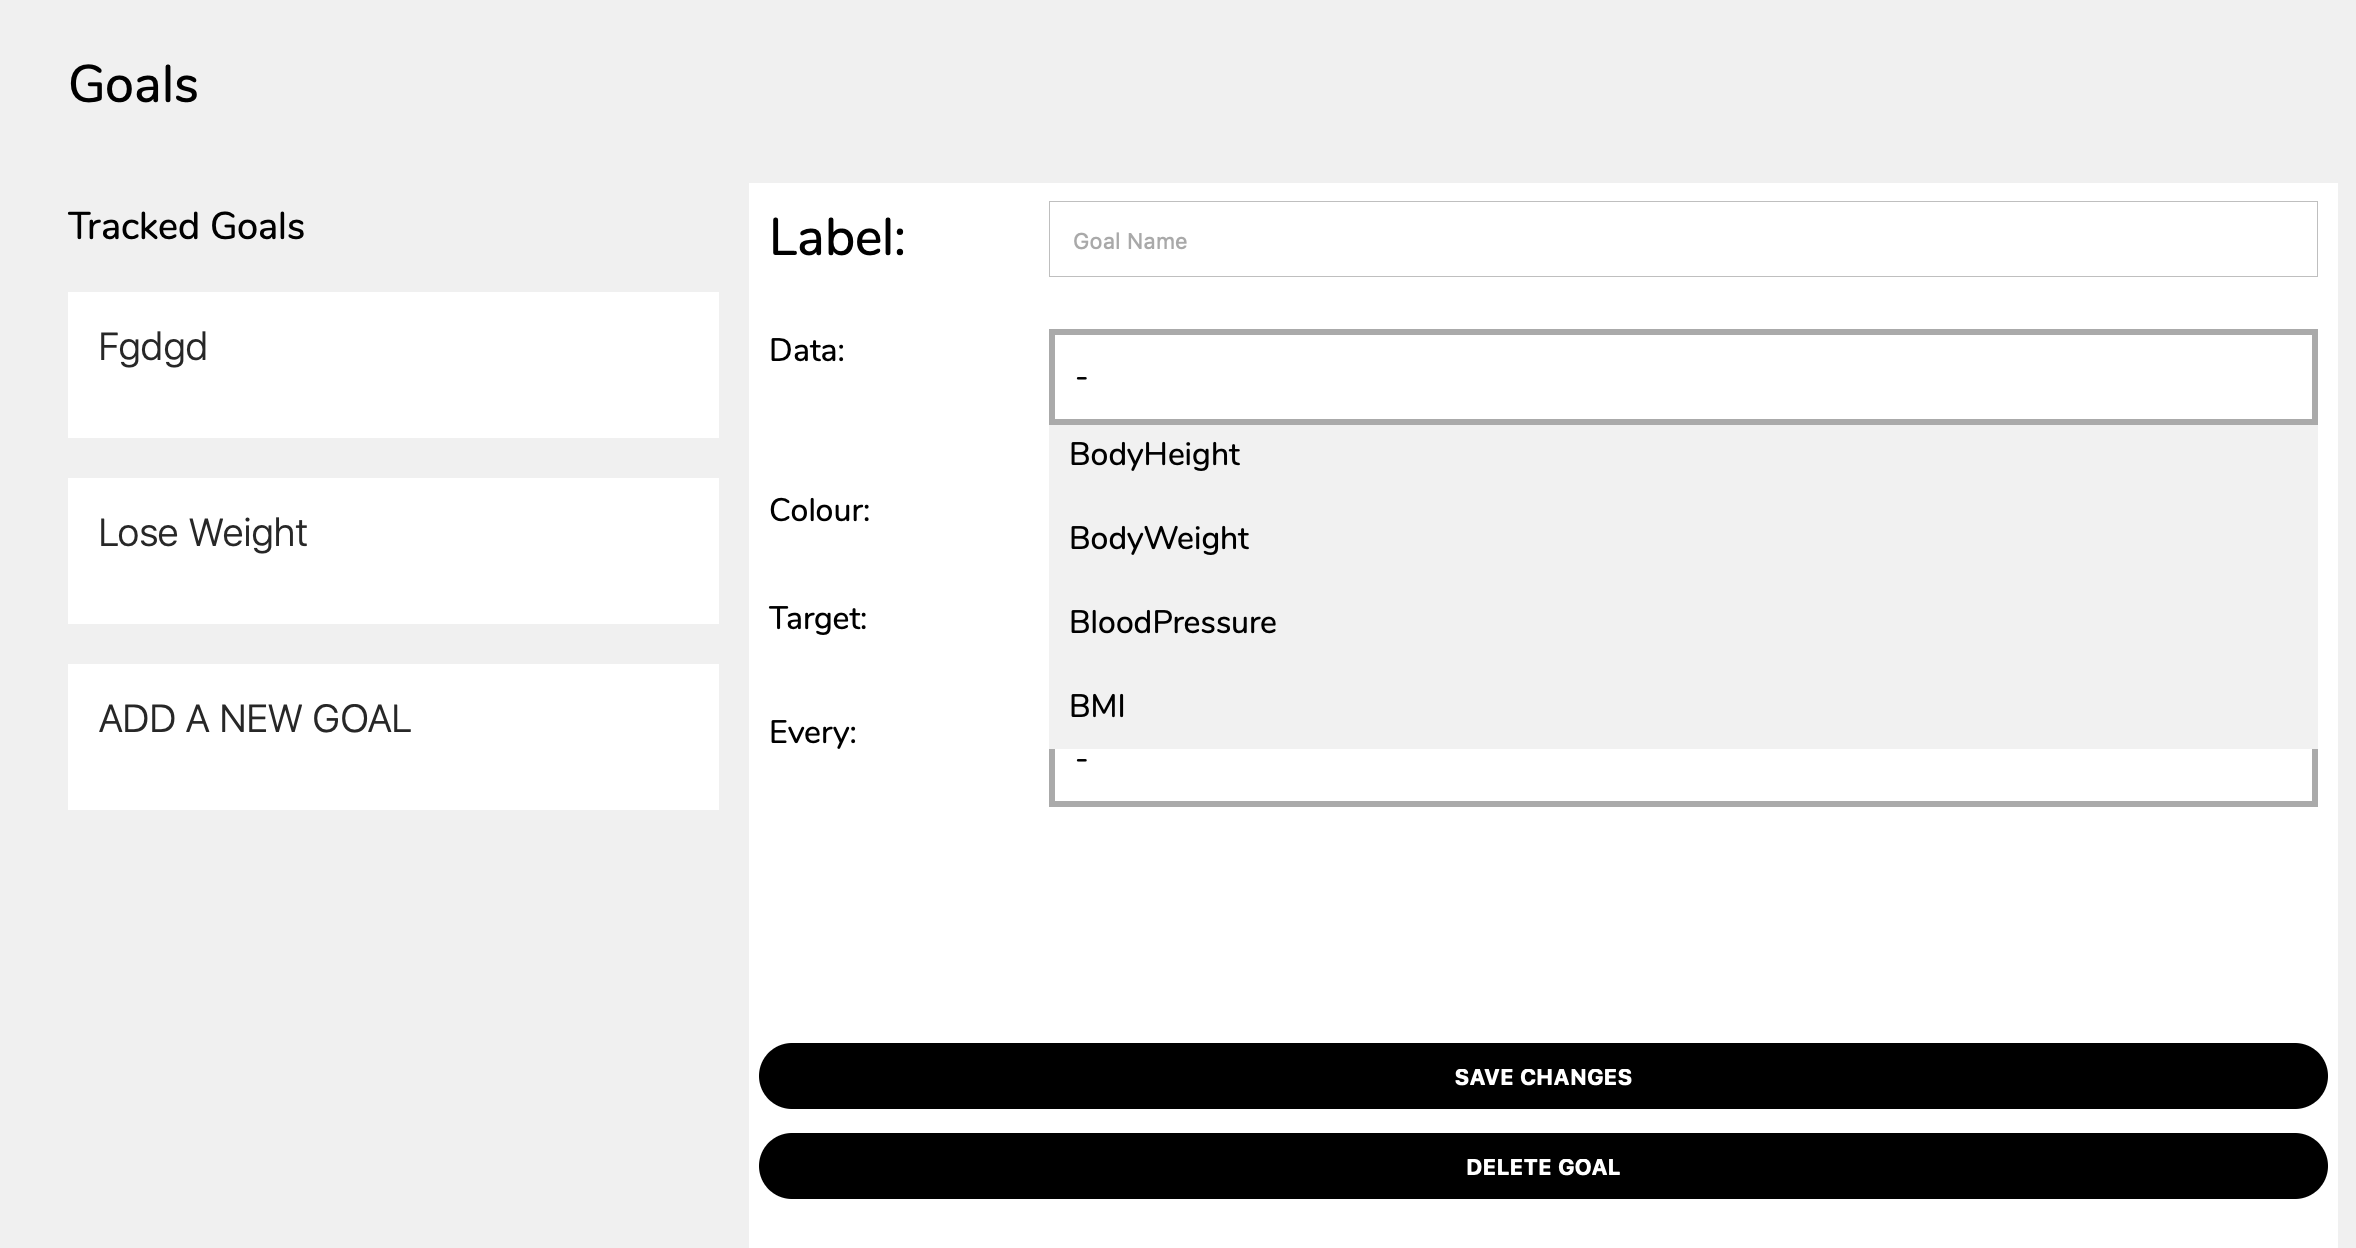 Goals
Tracked Goals
Fgdgd
Lose Weight
ADD A NEW GOAL
Label:
Goal Name
Data:
-
BodyHeight
BodyWeight
BloodPressure
BMI
Colour:
Target:
Every:
-
SAVE CHANGES
DELETE GOAL